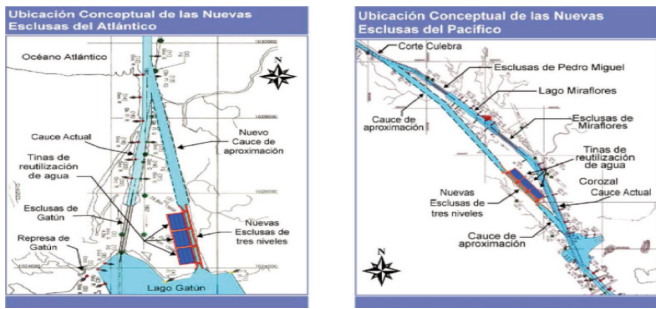 Ubicación Conceptual de las Nuevas
Esclusas del Atlántico
Océano Atlántico
Cauce Actual
Nuevo
Cauce de
aproximación
Tinas de
reutilización
de agua
Esclusas de
Gatún
Nuevas
Esclusas de
tres niveles
Represa de
Gatún
Lago Gatún
Ubicación Conceptual de las Nuevas
Esclusas del Pacífico
Corte Culebra
Esclusas de Pedro Miguel
Lago Miraflores
Cauce de
aproximación
Esclusas de
Miraflores
Tinas de
reutilización
de agua
Corozal
Cauce Actual
Nuevas
Esclusas de
tres niveles
Cauce de
aproximación